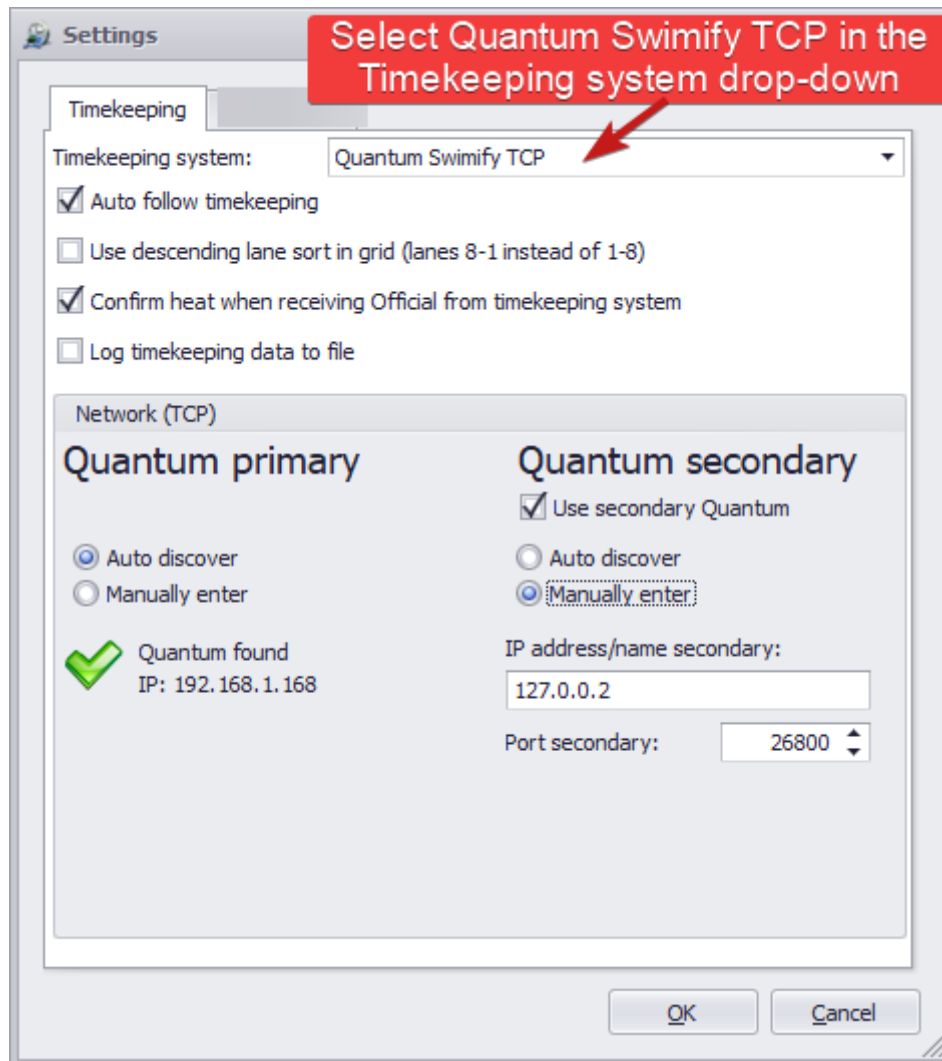 Settings
Select Quantum Swimify TCP in the
Timekeeping system drop-down
Timekeeping
Timekeeping system:
Quantum Swimify TCP
Auto follow timekeeping
Use descending lane sort in grid (lanes 8-1 instead of 1-8)
Confirm heat when receiving Official from timekeeping system
Log timekeeping data to file
Network (TCP)
Quantum primary
Auto discover
Manually enter
Quantum found
IP: 192.168.1.168
Quantum secondary
Use secondary Quantum
Auto discover
Manually enter
IP address/name secondary:
127.0.0.2
Port secondary:
26800
OK
Cancel